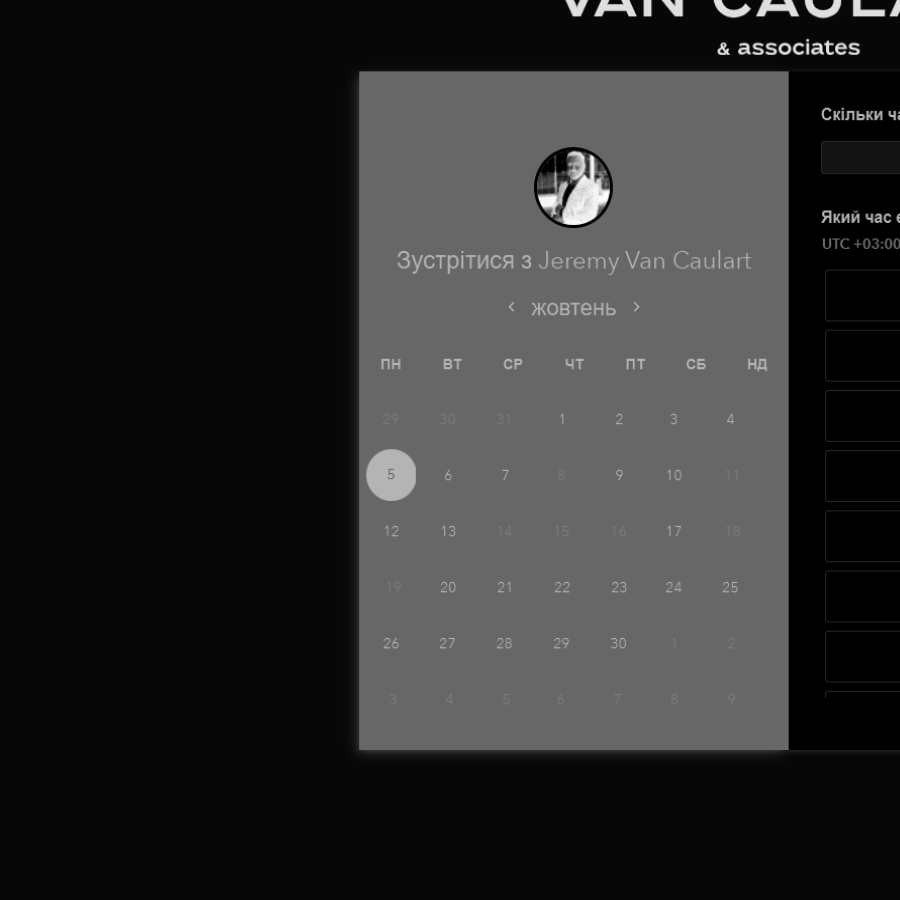 VAN CAULA
& associates
Зустрітися з Jeremy Van Caulart
жовтень
ПН ВТ СР ЧТ ПТ СБ НД
29 30 31 1 2 3 4
5 6 7 8 9 10 11
12 13 14 15 16 17 18
19 20 21 22 23 24 25
26 27 28 29 30 1 2
3 4 5 6 7 8 9
Скільки ча
Який час
UTC +03:00